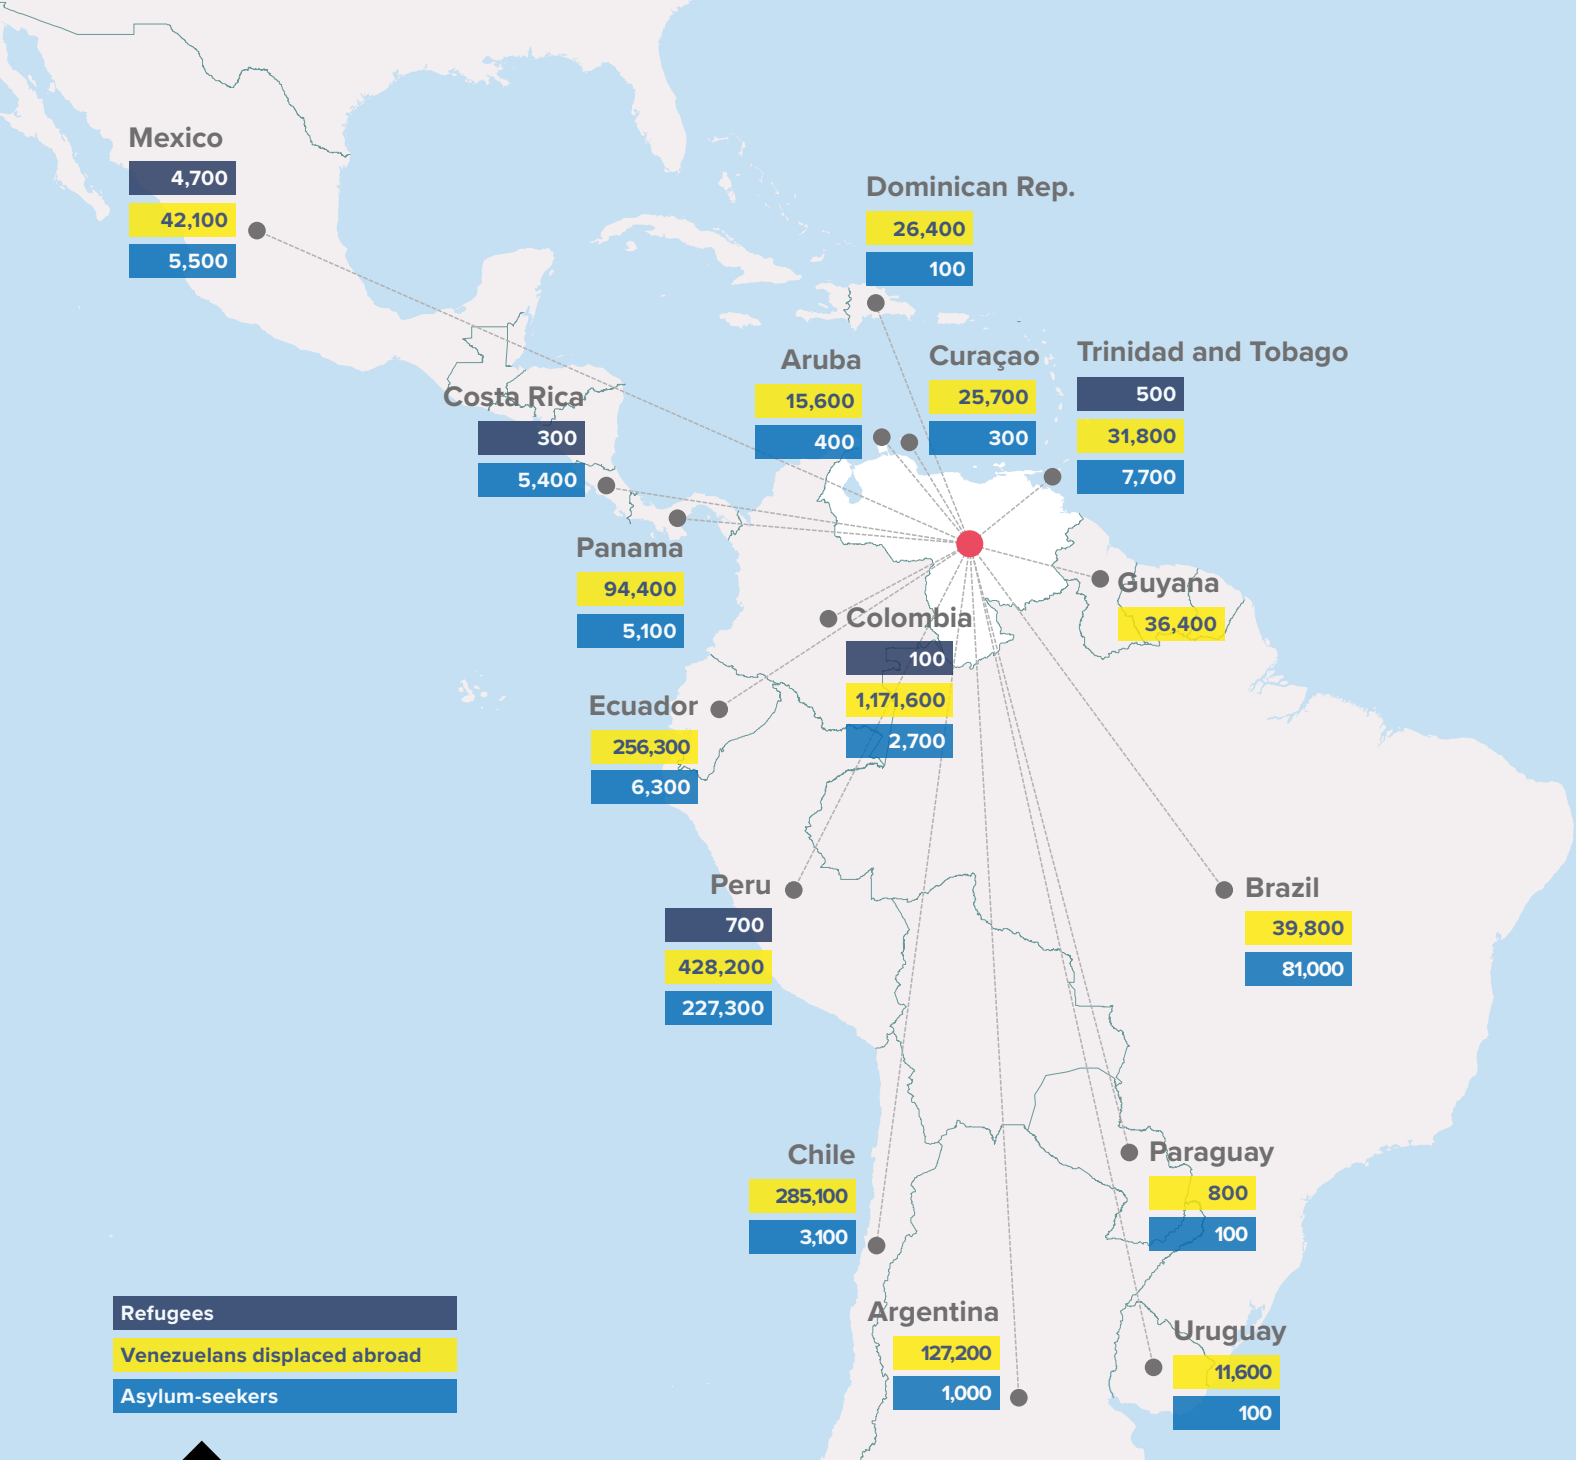 Mexico
4,700
42,100
5,500
Dominican Rep.
26,400
100
Aruba
15,600
400
Curaçao
25,700
300
Trinidad and Tobago
500
31,800
7,700
Costa Rica
300
5,400
Panama
94,400
5,100
Guyana
36,400
Colombia
100
1,171,600
2,700
Ecuador
256,300
6,300
Peru
700
428,200
227,300
Brazil
39,800
81,000
Chile
285,100
3,100
Paraguay
800
100
Argentina
127,200
1,000
Uruguay
11,600
100
Refugees
Venezuelans displaced abroad
Asylum-seekers